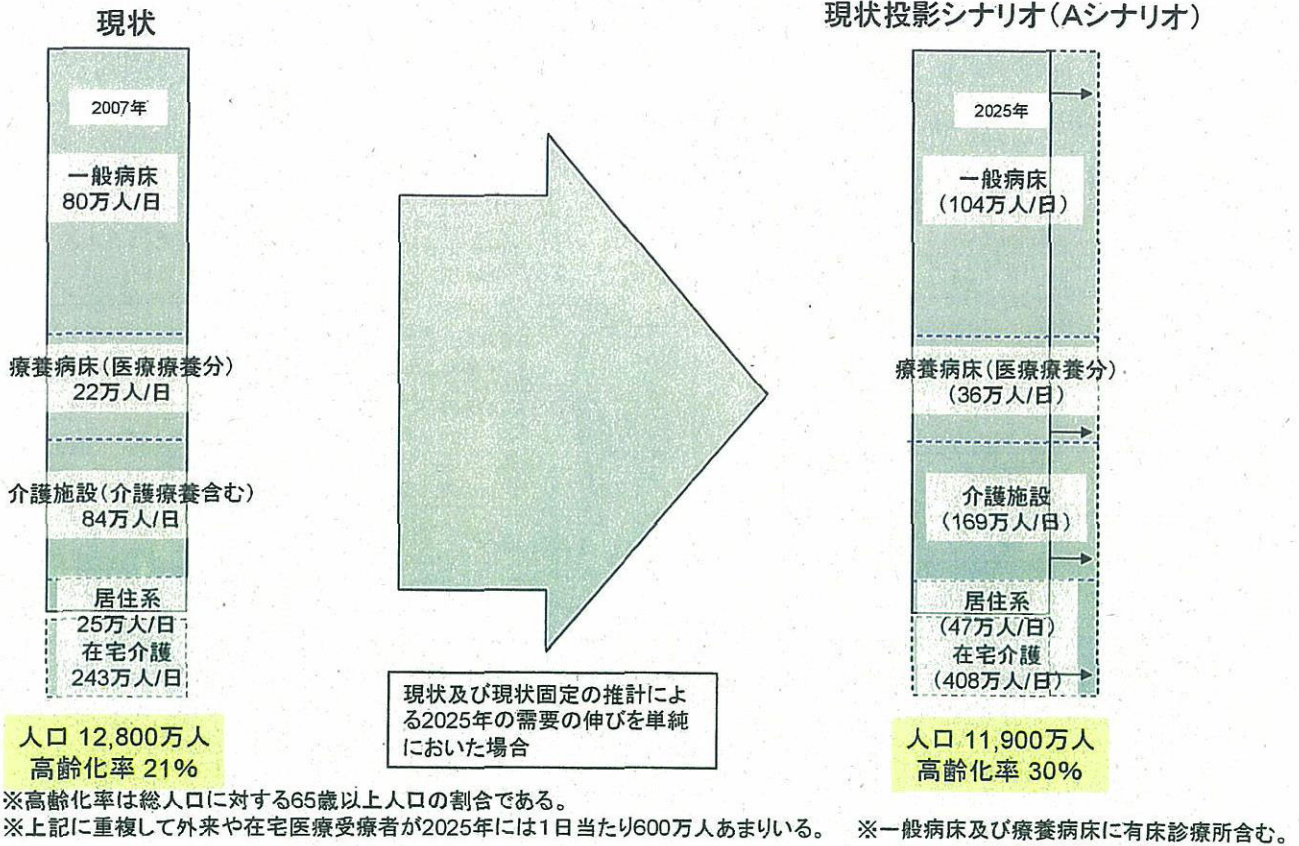 現状
2007年
一般病床
80万人/日
療養病床(医療療養分)
22万人/日
介護施設(介護療養含む)
84万人/日
居住系
25万人/日
在宅介護
243万人/日
人口 12,800万人
高齢化率 21%
現状及び現状固定の推計によ
る2025年の需要の伸びを単純
においた場合
現状投影シナリオ(Aシナリオ)
2025年
一般病床
(104万人/日)
療養病床(医療療養分)
(36万人/日)
介護施設
(169万人/日)
居住系
(47万人/日)
在宅介護
(408万人/日)
人口 11,900万人
高齢化率 30%
※高齢化率は総人口に対する65歳以上人口の割合である。
※上記に重複して外来や在宅医療受療者が2025年には1日当たり600万人あまりいる。 ※一般病床及び療養病床に有床診療所含む。